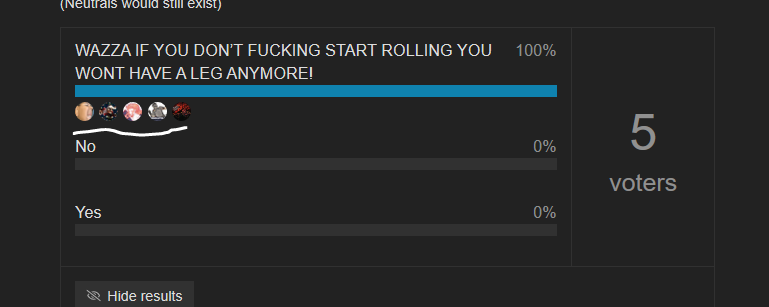 (Neutrals would still exist)
WAZZA IF YOU DON'T FUCKING START ROLLING YOU 100%
WONT HAVE A LEG ANYMORE!
No 0%
5
voters
Yes 0%
Hide results